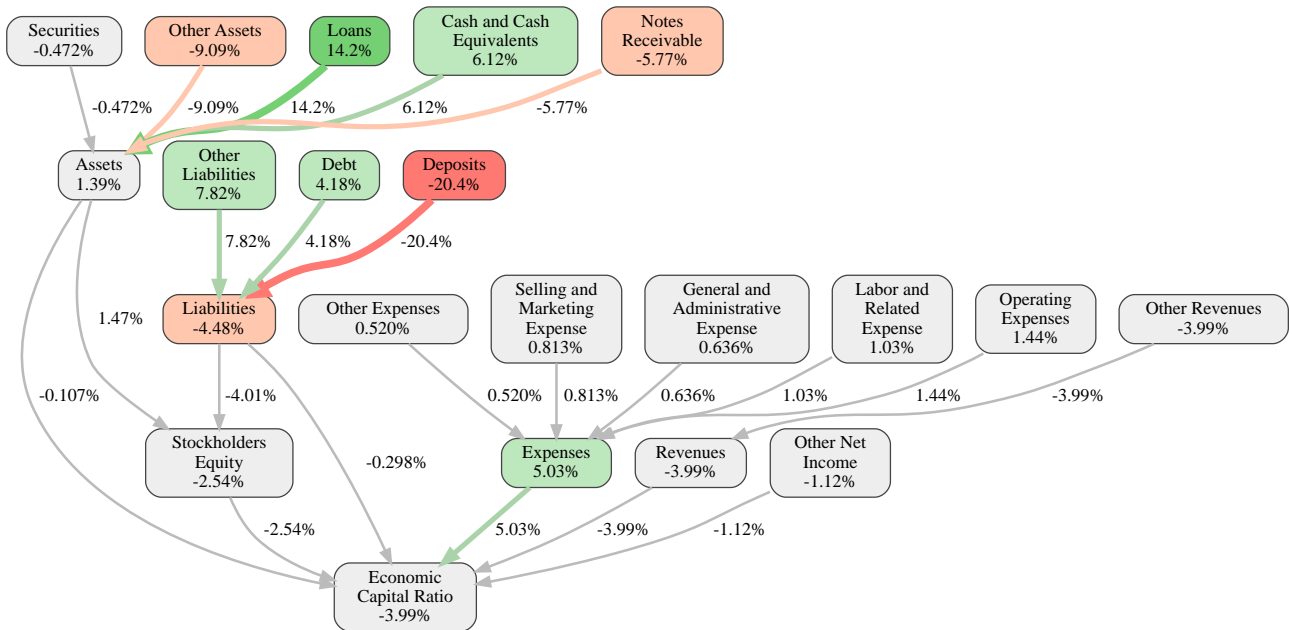 Securities
-0.472%
Other Assets
-9.09%
Loans
14.2%
Cash and Cash
Equivalents
6.12%
Notes
Receivable
-5.77%
-0.472%
-9.09%
14.2%
6.12%
-5.77%
Assets
1.39%
Other
Liabilities
7.82%
Debt
4.18%
Deposits
-20.4%
7.82%
4.18%
-20.4%
Liabilities
-4.48%
Other Expenses
0.520%
Selling and
Marketing
Expense
0.813%
General and
Administrative
Expense
0.636%
Labor and
Related
Expense
1.03%
Operating
Expenses
1.44%
Other Revenues
-3.99%
1.47%
-0.107%
-4.01%
0.520%
0.813%
0.636%
1.03%
1.44%
-3.99%
Stockholders
Equity
-2.54%
-0.298%
Expenses
5.03%
Revenues
-3.99%
Other Net
Income
-1.12%
-2.54%
5.03%
-3.99%
-1.12%
Economic
Capital Ratio
-3.99%